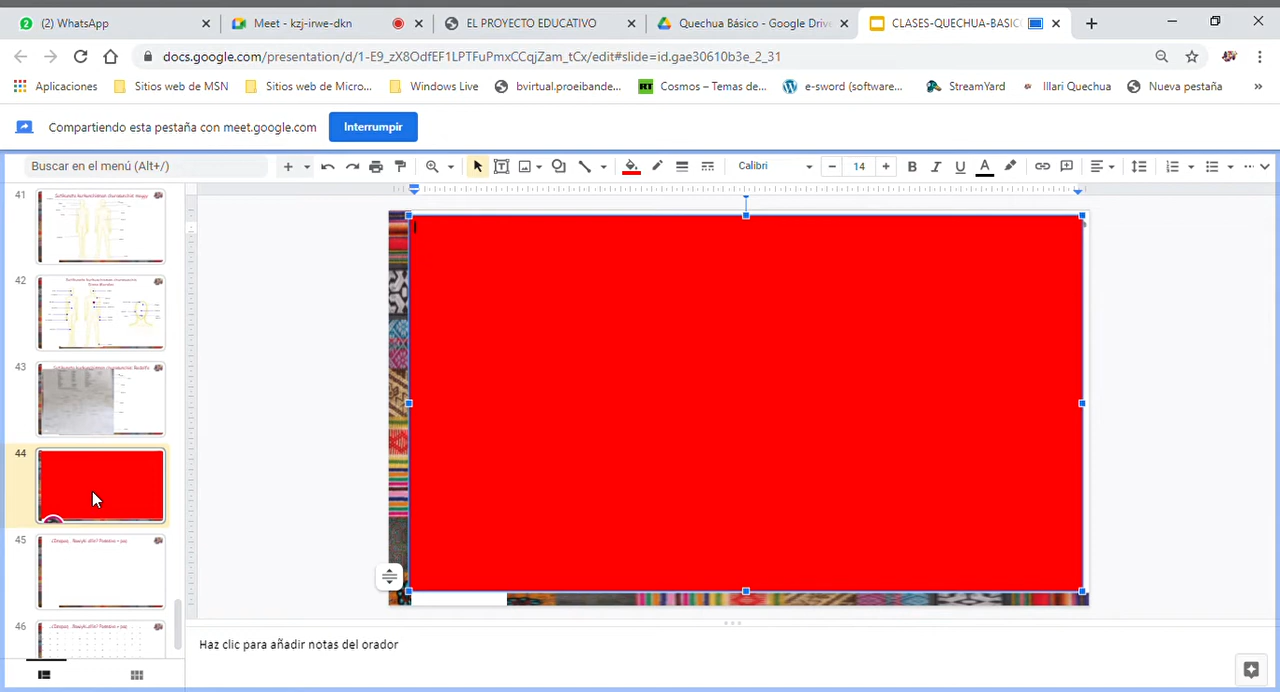 (2) WhatsApp
Meet - kzj-irwe-dkn
EL PROYECTO EDUCATIVO
Quechua Básico - Google Drive
CLASES-QUECHUA-BASIC
docs.google.com/presentation/d/1-E9_zX8OdfEF1LPTFuPmxCCqjZam_tCx/edit#slide=id.gae30610b3e_2_31
Aplicaciones
Sitios web de MSN
Sitios web de Micro...
Windows Live
bvirtual.proeibande...
RT
Cosmos – Temas de...
e-sword (software...
StreamYard
Illari Quechua
Nueva pestaña
»
Compartiendo esta pestaña con meet.google.com
Interrumpir
Buscar en el menú (Alt+/)
Calibri
14
41
42
43
44
45
46
Haz clic para añadir notas del orador